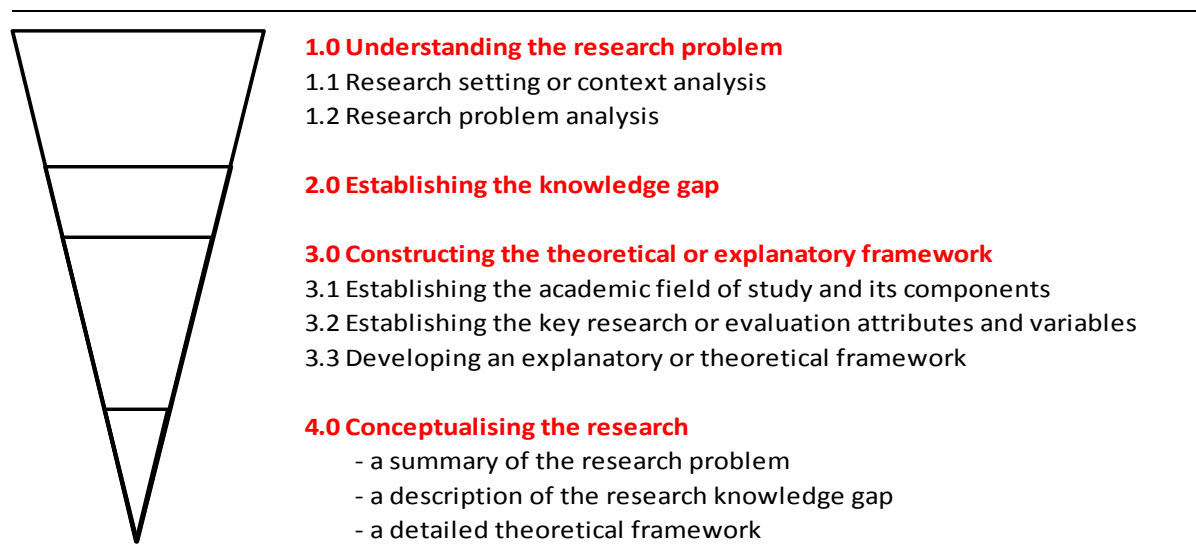 1.0 Understanding the research problem
1.1 Research setting or context analysis
1.2 Research problem analysis
2.0 Establishing the knowledge gap
3.0 Constructing the theoretical or explanatory framework
3.1 Establishing the academic field of study and its components
3.2 Establishing the key research or evaluation attributes and variables
3.3 Developing an explanatory or theoretical framework
4.0 Conceptualising the research
- a summary of the research problem
- a description of the research knowledge gap
- a detailed theoretical framework